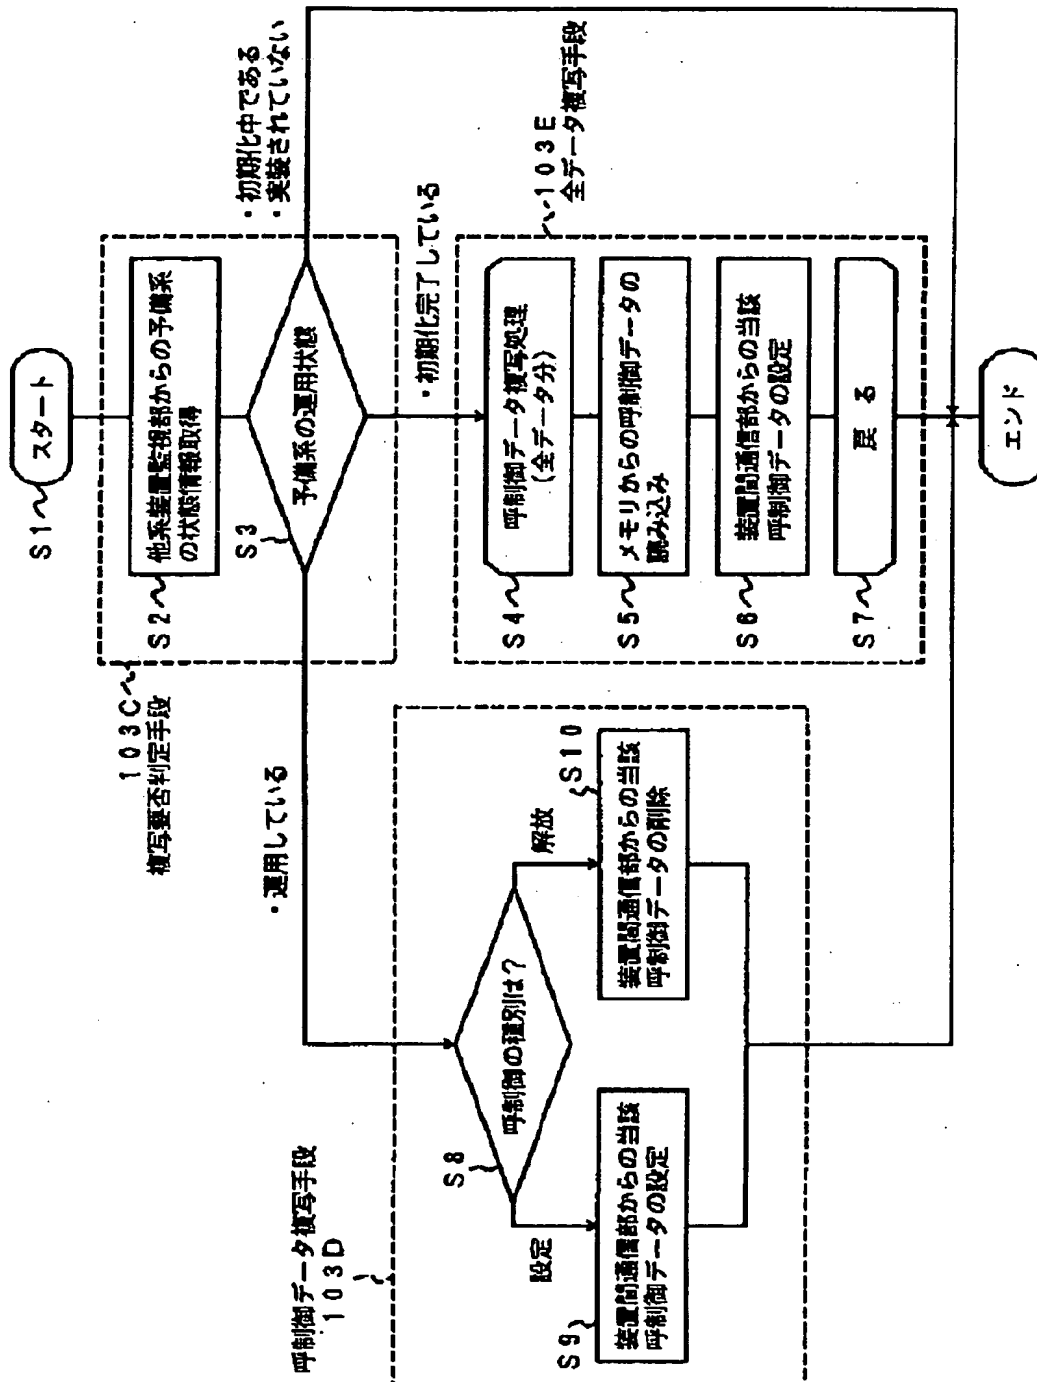 S1
スタート
103C
複写要否判定手段
S2
他系装置監視部からの予備系
の状態情報取得
S3
予備系の運用状態
・初期化中である
・実装されていない
・運用している
・初期化完了している
103E
全データ複写手段
S4
呼制御データ複写処理
(全データ分)
S5
メモリからの呼制御データの
読み込み
S6
装置間通信部からの当該
呼制御データの設定
S7
戻る
呼制御データ複写手段
103D
S8
呼制御の種別は?
設定
解放
S9
装置間通信部からの当該
呼制御データの設定
S10
装置間通信部からの当該
呼制御データの削除
エンド